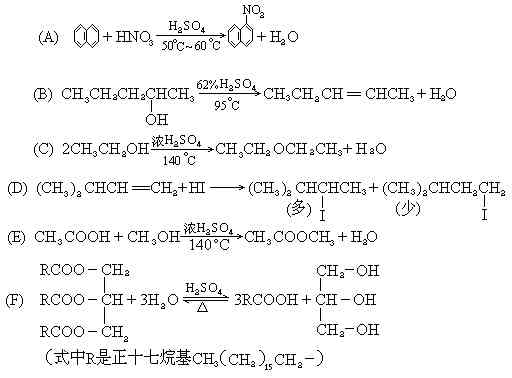 (A) + HNO₃ H₂SO₄ 50℃~60℃ NO₂ + H₂O
(B) CH₃CH₂CH₂CHCH₃ 62%H₂SO₄ 95℃ CH₃CH₂CH=CHCH₃ + H₂O
OH
(C) 2CH₃CH₂OH 浓H₂SO₄ 140℃ CH₃CH₂OCH₂CH₃ + H₂O
(D) (CH₃)₂CHCH=CH₂+HI → (CH₃)₂CHCHCH₃ + (CH₃)₂CHCH₂CH₂
(多) I (少) I
(E) CH₃COOH + CH₃OH 浓H₂SO₄ 140℃ CH₃COOCH₃ + H₂O
RCOO－CH₂ CH₂－OH
(F) RCOO－CH + 3H₂O H₂SO₄ ⇌ △ 3RCOOH + CH－OH
RCOO－CH₂ CH₂－OH
(式中R是正十七烷基CH₃(CH₂)₁₅CH₂－)